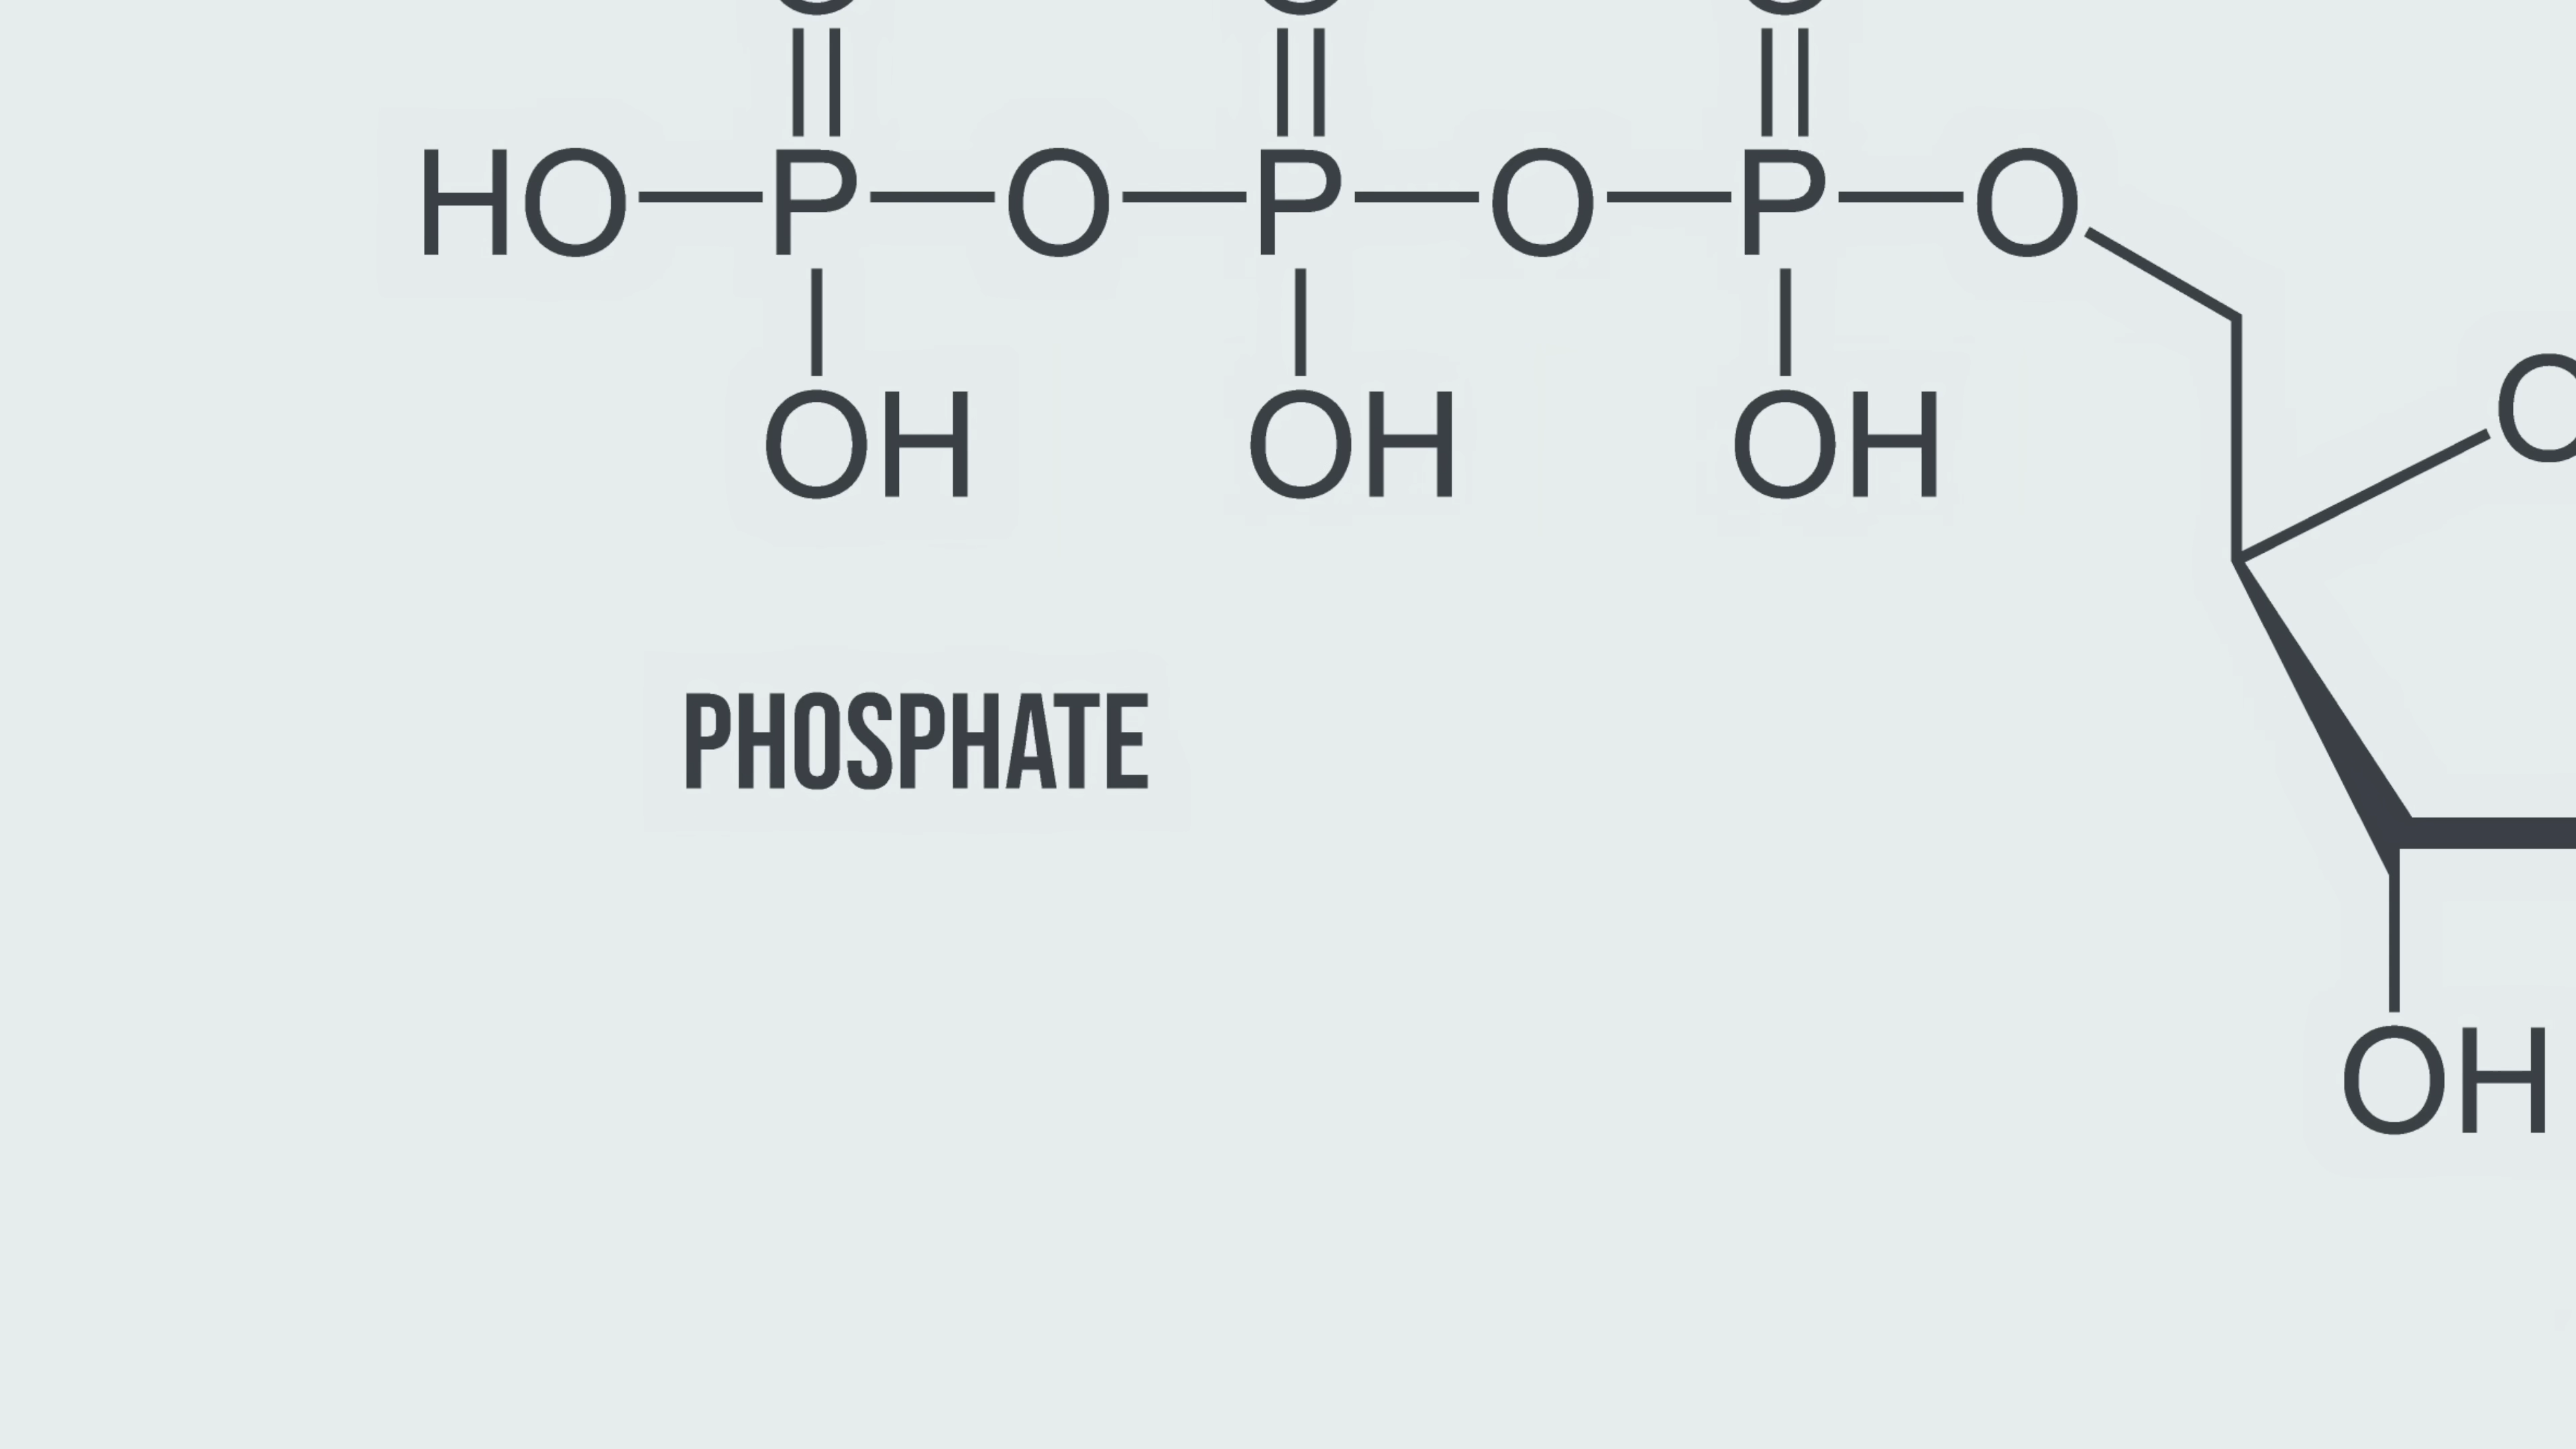 O O O
HO P O P O P O
OH OH OH
O
PHOSPHATE
OH